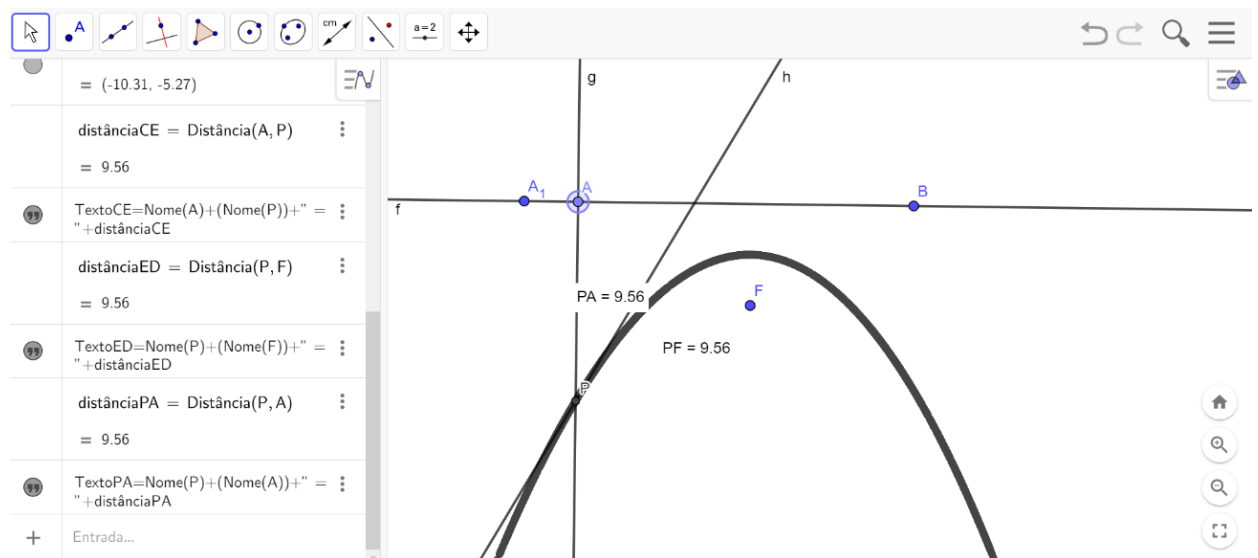 A
cm
a=2
= (-10.31, -5.27)
distânciaCE = Distância(A, P)
= 9.56
TextoCE=Nome(A)+(Nome(P))+" =
"+distânciaCE
distânciaED = Distância(P, F)
= 9.56
TextoED=Nome(P)+(Nome(F))+" =
"+distânciaED
distânciaPA = Distância(P, A)
= 9.56
TextoPA=Nome(P)+(Nome(A))+" =
"+distânciaPA
Entrada...
g
h
A₁
A
B
f
F
PA = 9.56
PF = 9.56
P